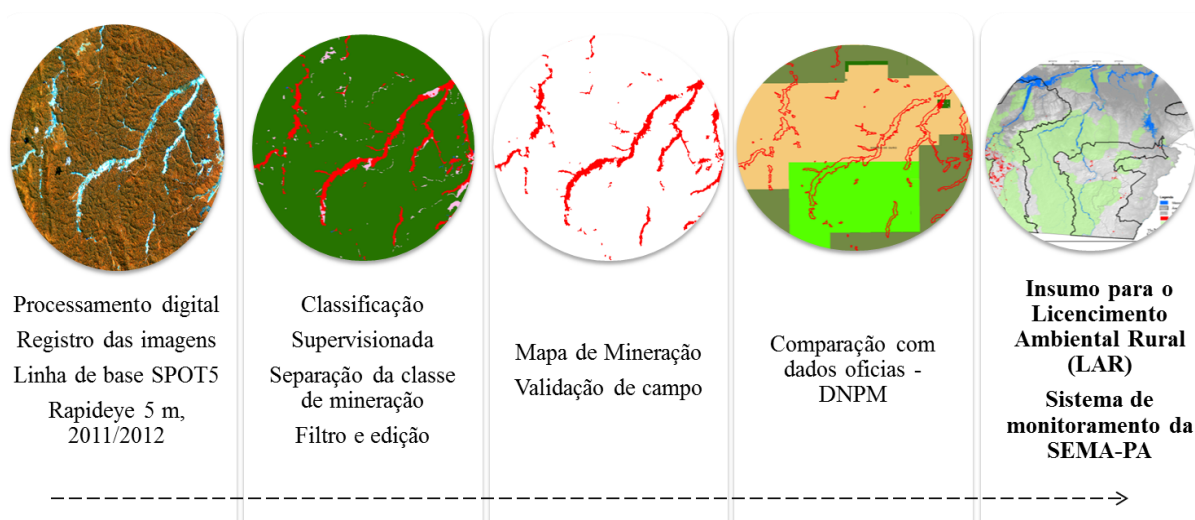 Processamento digital
Registro das imagens
Linha de base SPOT5
Rapideye 5 m,
2011/2012
Classificação
Supervisionada
Separação da classe
de mineração
Filtro e edição
Mapa de Mineração
Validação de campo
Comparação com
dados oficias -
DNPM
Insumo para o
Licencimento
Ambiental Rural
(LAR)
Sistema de
monitoramento da
SEMA-PA